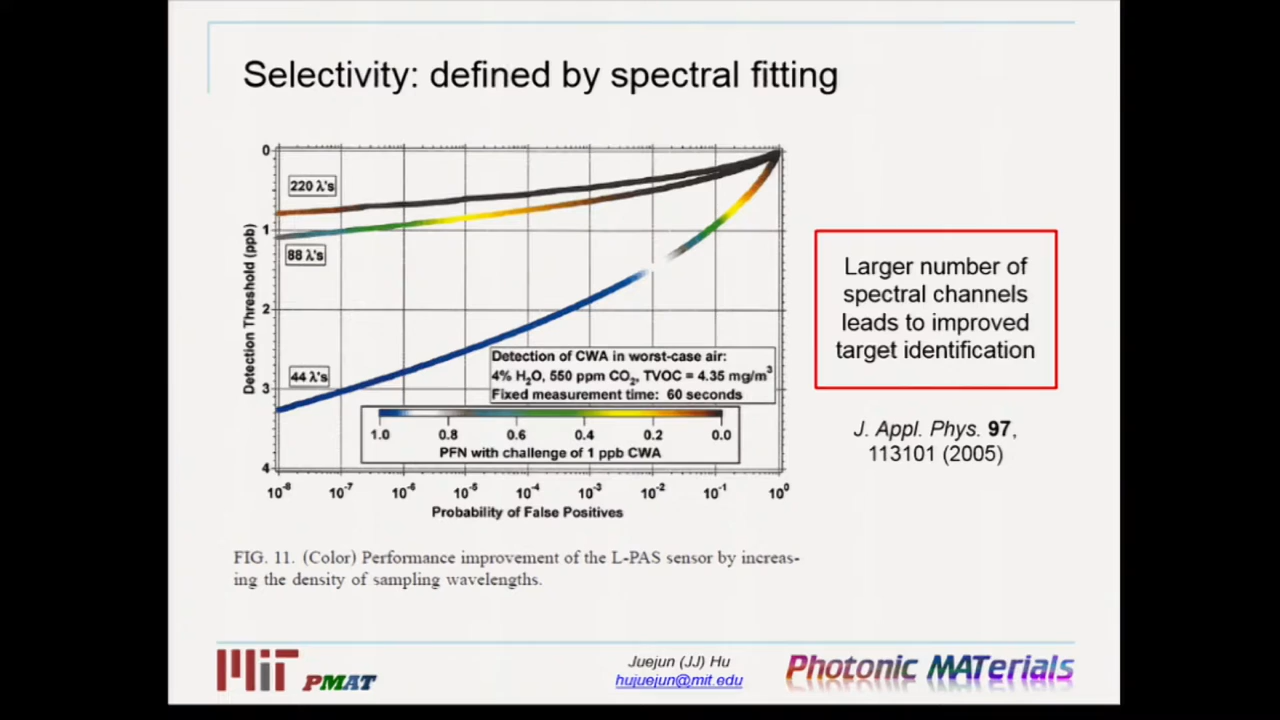 Selectivity: defined by spectral fitting
0
1
2
3
4
Detection Threshold (ppb)
220 λ's
88 λ's
44 λ's
Detection of CWA in worst-case air:
4% H2O, 550 ppm CO2, TVOC = 4.35 mg/m3
Fixed measurement time: 60 seconds
1.0 0.8 0.6 0.4 0.2 0.0
PFN with challenge of 1 ppb CWA
10-8 10-7 10-6 10-5 10-4 10-3 10-2 10-1 100
Probability of False Positives
Larger number of
spectral channels
leads to improved
target identification
J. Appl. Phys. 97,
113101 (2005)
FIG. 11. (Color) Performance improvement of the L-PAS sensor by increas-
ing the density of sampling wavelengths.
MIT PMAT
Juejun (JJ) Hu
hujuejun@mit.edu
Photonic MATerials